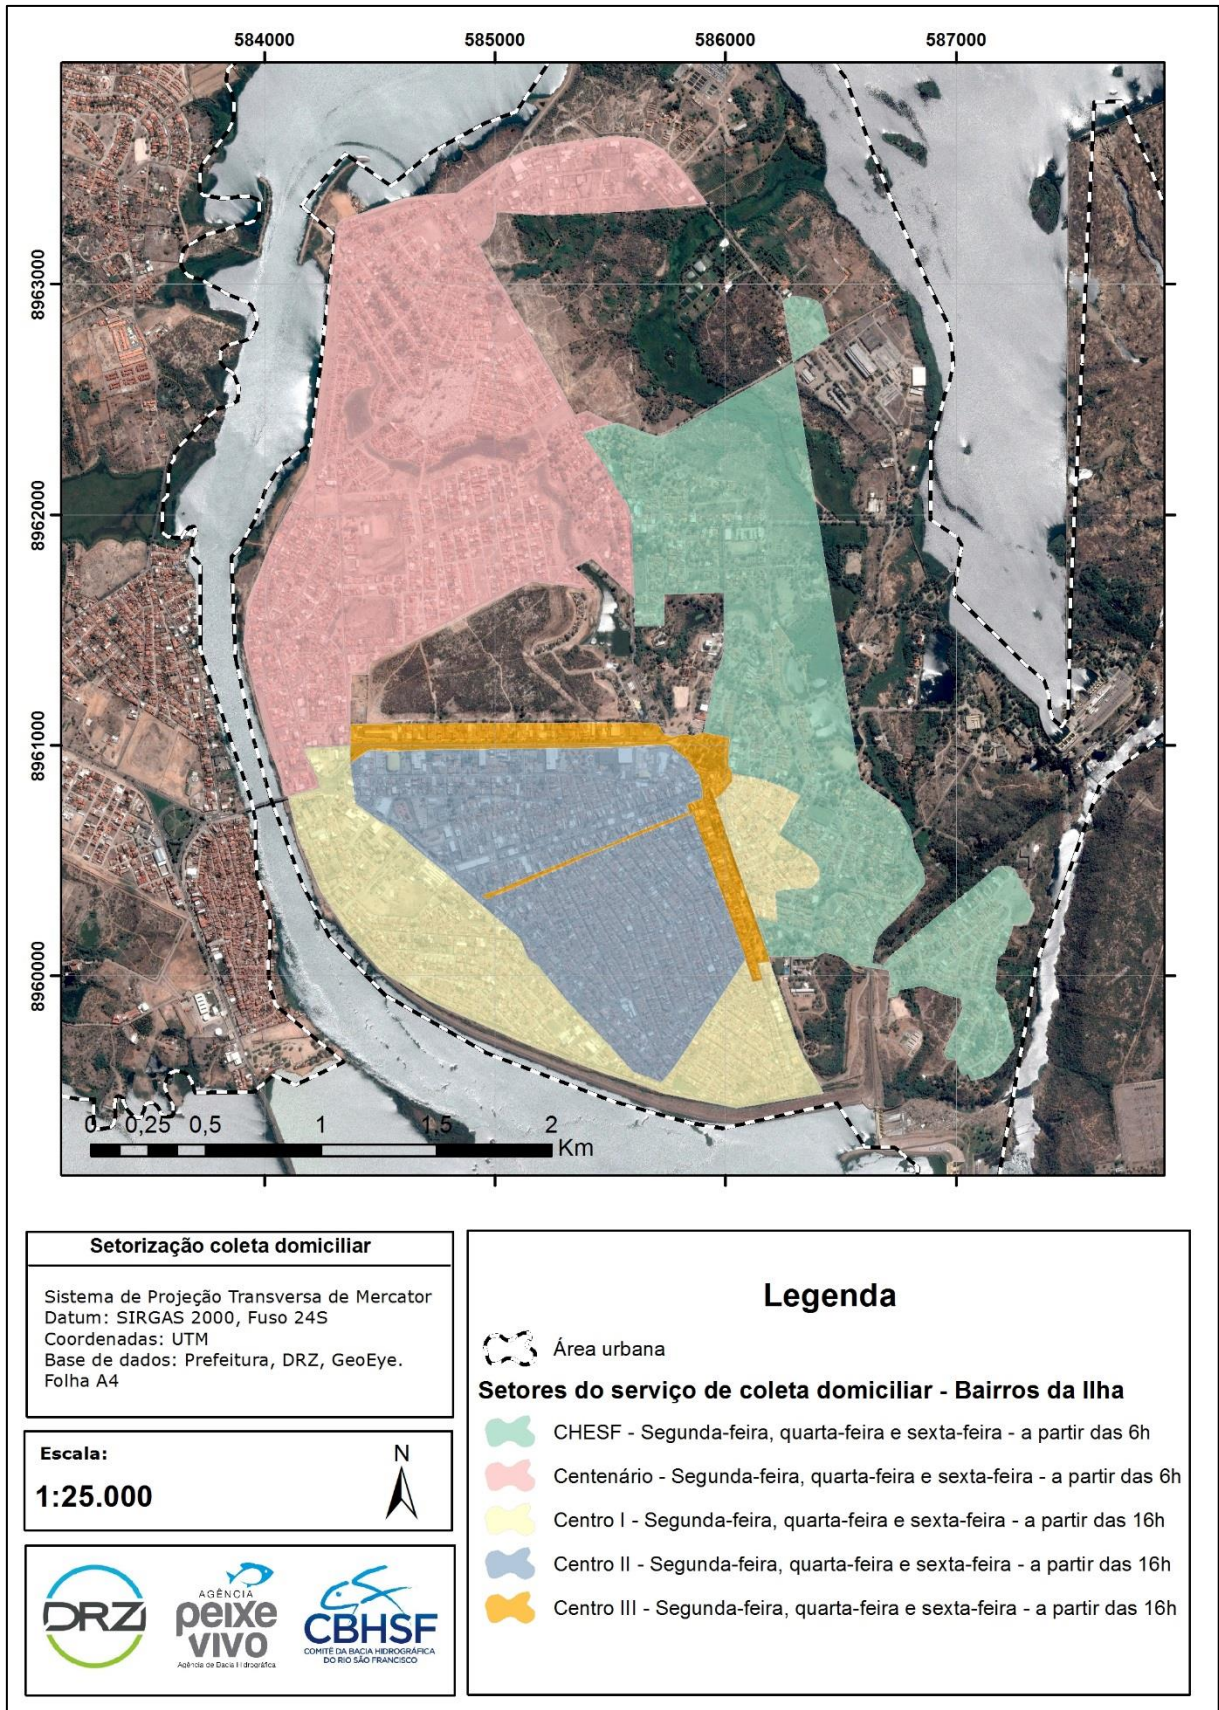 584000 585000 586000 587000
8963000
8962000
8961000
8960000
0 0,25 0,5 1 1,5 2
Km
Setorização coleta domiciliar
Sistema de Projeção Transversa de Mercator
Datum: SIRGAS 2000, Fuso 24S
Coordenadas: UTM
Base de dados: Prefeitura, DRZ, GeoEye.
Folha A4
Escala:
1:25.000
N
DRZ
AGÊNCIA
peixe
vivo
Agência de Bacia Hidrográfica
CBHSF
COMITÊ DA BACIA HIDROGRÁFICA
DO RIO SÃO FRANCISCO
Legenda
Área urbana
Setores do serviço de coleta domiciliar - Bairros da Ilha
CHESF - Segunda-feira, quarta-feira e sexta-feira - a partir das 6h
Centenário - Segunda-feira, quarta-feira e sexta-feira - a partir das 6h
Centro I - Segunda-feira, quarta-feira e sexta-feira - a partir das 16h
Centro II - Segunda-feira, quarta-feira e sexta-feira - a partir das 16h
Centro III - Segunda-feira, quarta-feira e sexta-feira - a partir das 16h